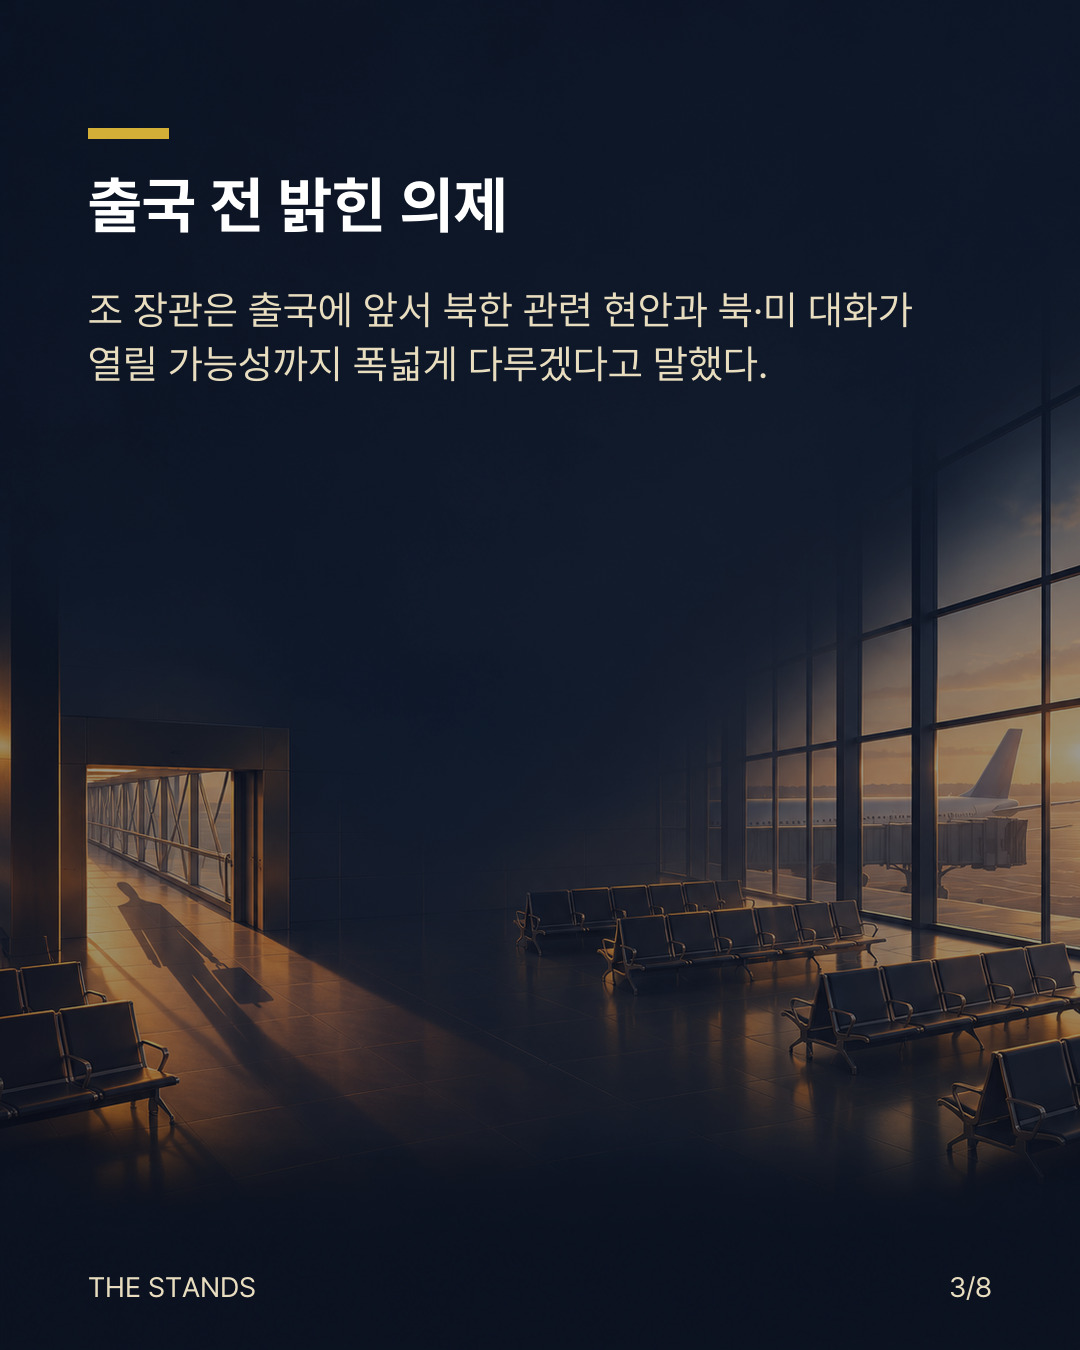 출국 전 밝힌 의제
조 장관은 출국에 앞서 북한 관련 현안과 북·미 대화가
열릴 가능성까지 폭넓게 다루겠다고 말했다.
THE STANDS
3/8